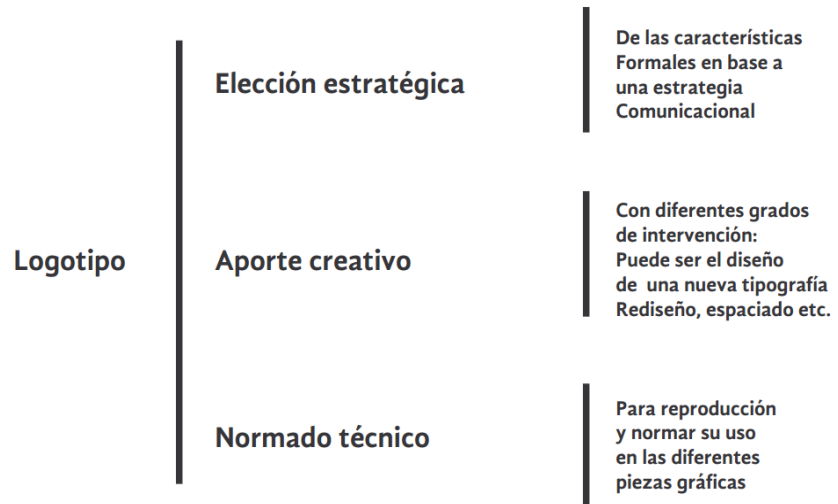 Logotipo
Elección estratégica
De las características
Formales en base a
una estrategia
Comunicacional
Aporte creativo
Con diferentes grados
de intervención:
Puede ser el diseño
de una nueva tipografía
Rediseño, espaciado etc.
Normado técnico
Para reproducción
y normar su uso
en las diferentes
piezas gráficas